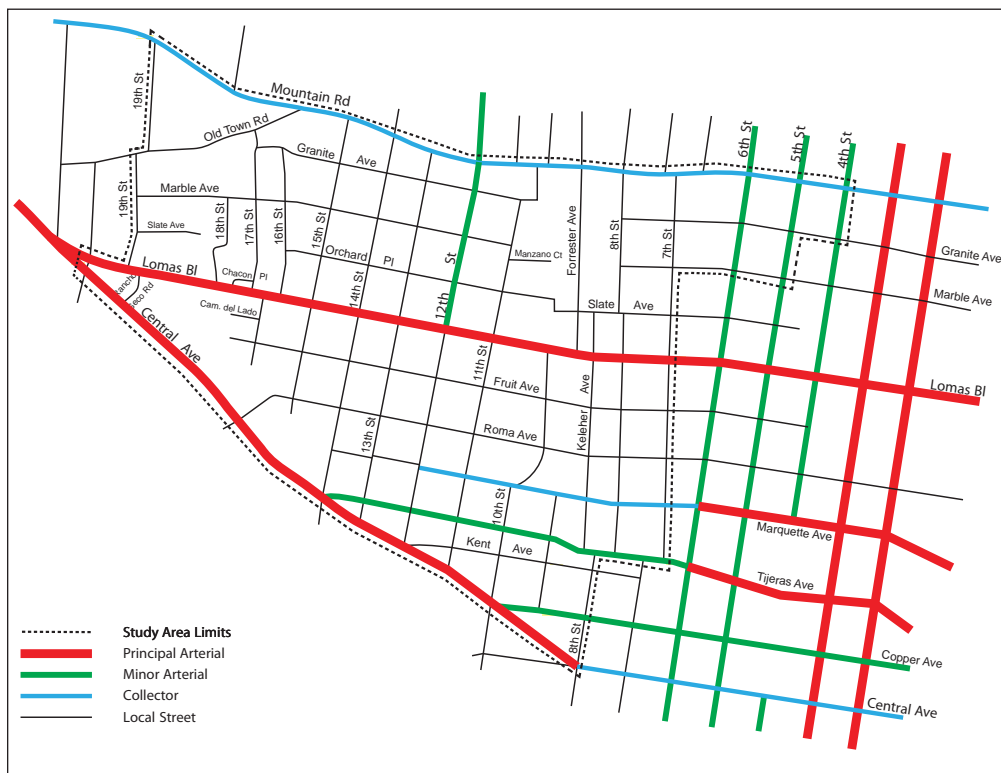 19th St
Mountain Rd
Old Town Rd
Granite Ave
6th St
5th St
4th St
19th St
Marble Ave
Slate Ave
18th St
17th St
16th St
15th St
Orchard Pl
12th St
Manzano Ct
Forrester Ave
8th St
7th St
Granite Ave
Marble Ave
Lomas Bl
Chacon Pl
Cam. del Lado
Rancho
Seco Rd
14th St
Slate Ave
Central Ave
11th St
Fruit Ave
Keleher Ave
Lomas Bl
13th St
Roma Ave
10th St
Kent Ave
Marquette Ave
Tijeras Ave
8th St
Copper Ave
Central Ave
Study Area Limits
Principal Arterial
Minor Arterial
Collector
Local Street